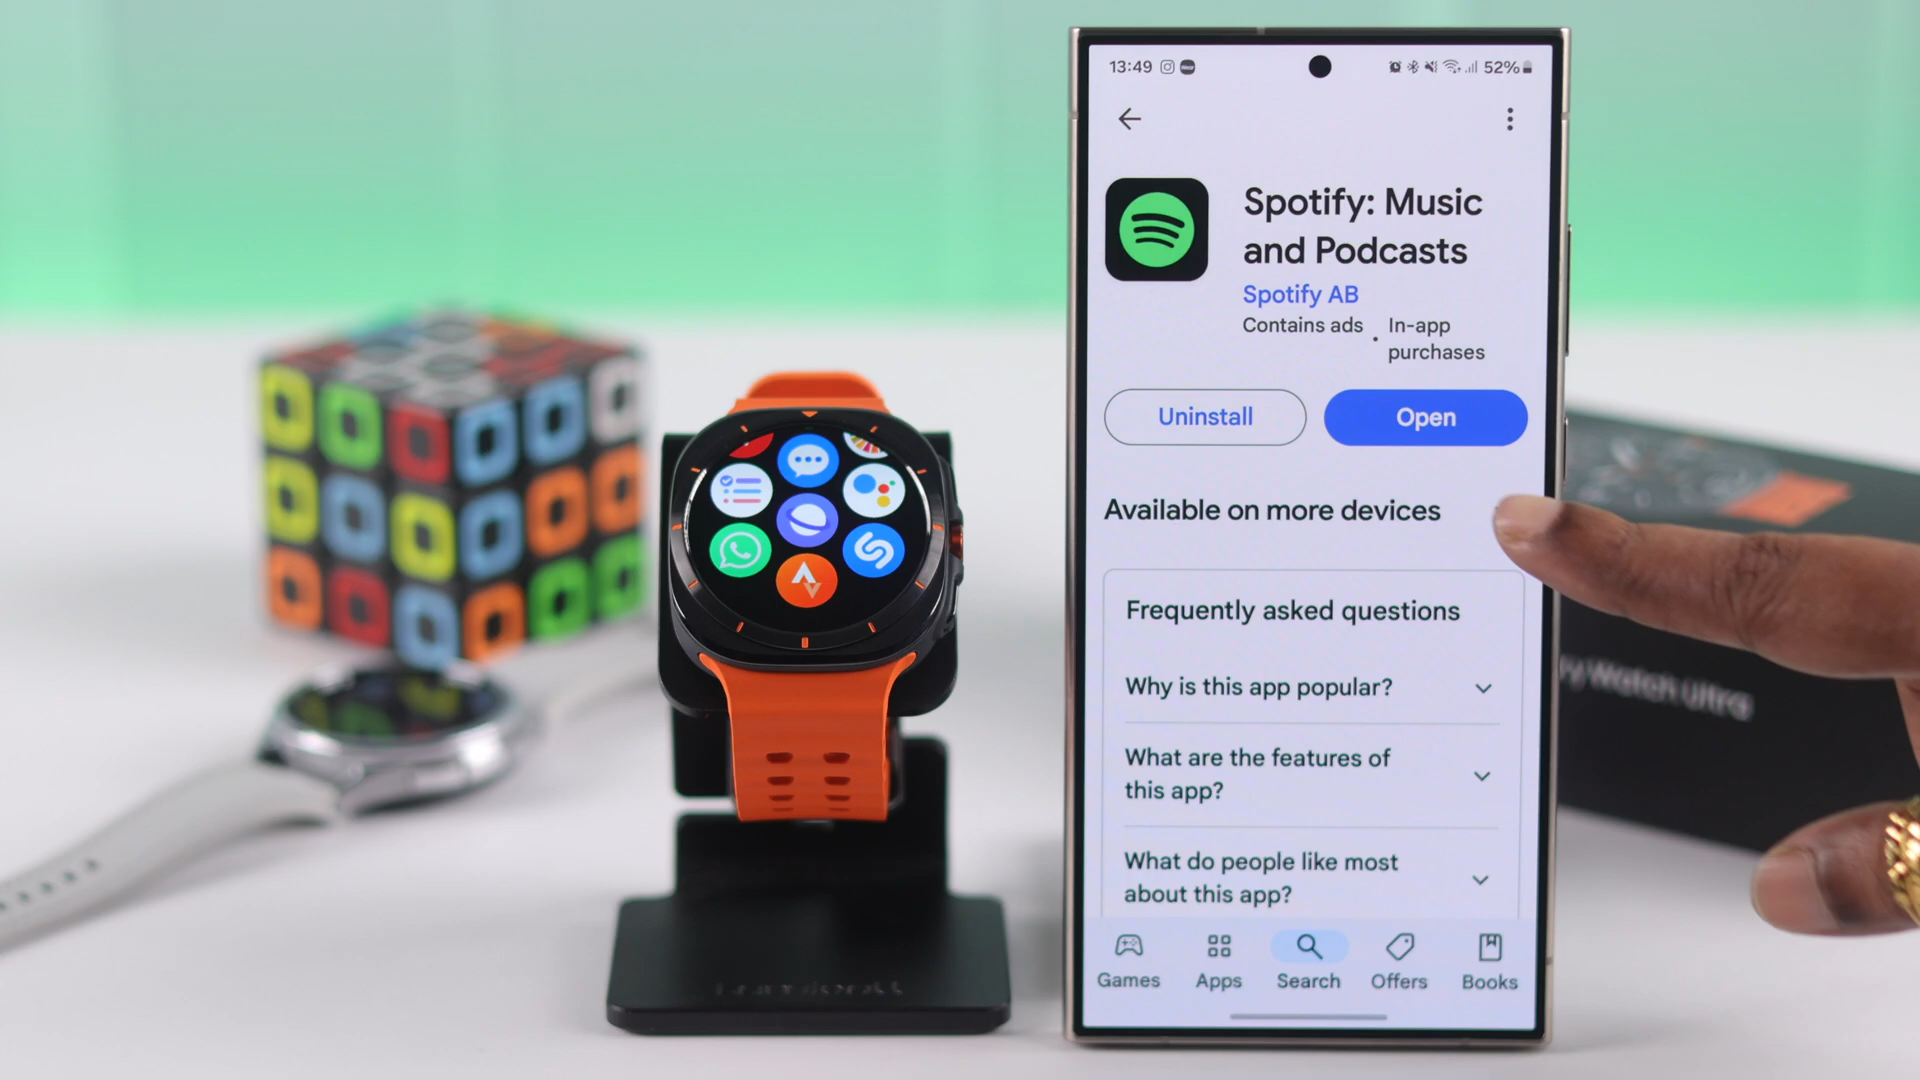 13:49
52%
Spotify: Music
and Podcasts
Spotify AB
Contains ads · In-app
purchases
Uninstall
Open
Available on more devices
Frequently asked questions
Why is this app popular?
What are the features of
this app?
What do people like most
about this app?
Games
Apps
Search
Offers
Books
Watch Ultra